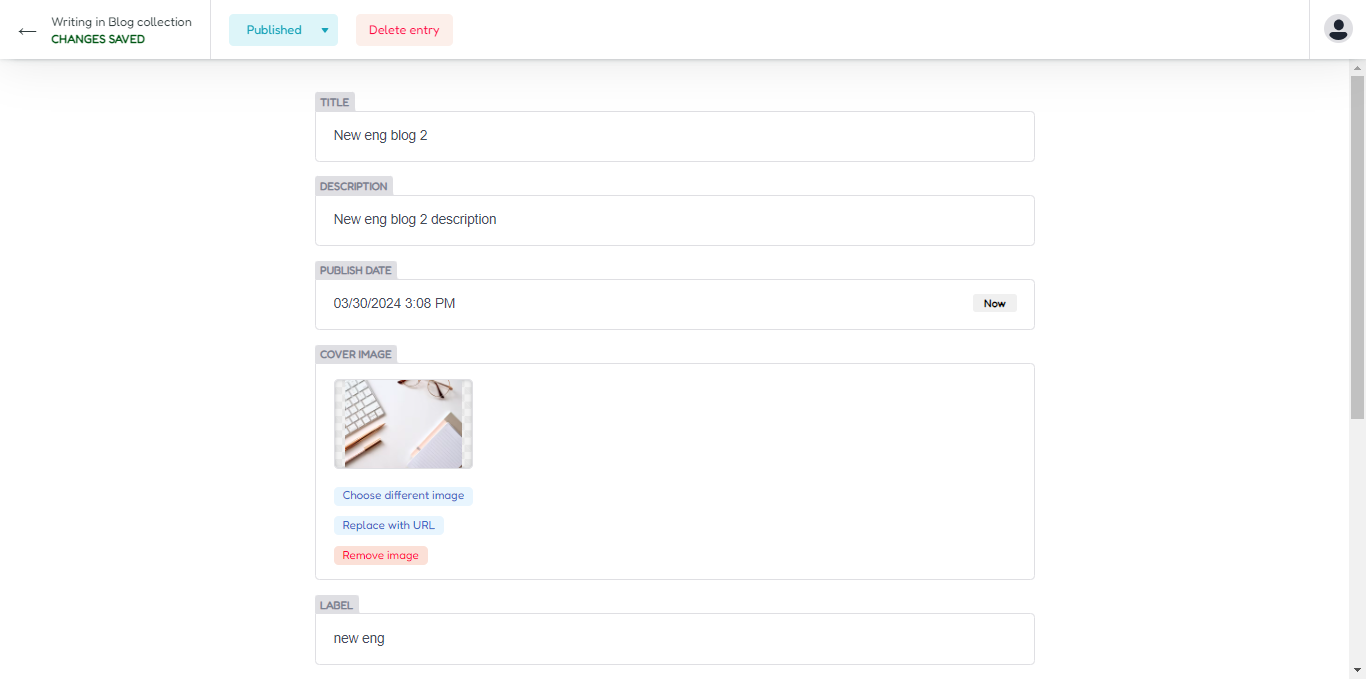 Writing in Blog collection
CHANGES SAVED
Published
Delete entry
TITLE
New eng blog 2
DESCRIPTION
New eng blog 2 description
PUBLISH DATE
03/30/2024 3:08 PM
Now
COVER IMAGE
Choose different image
Replace with URL
Remove image
LABEL
new eng